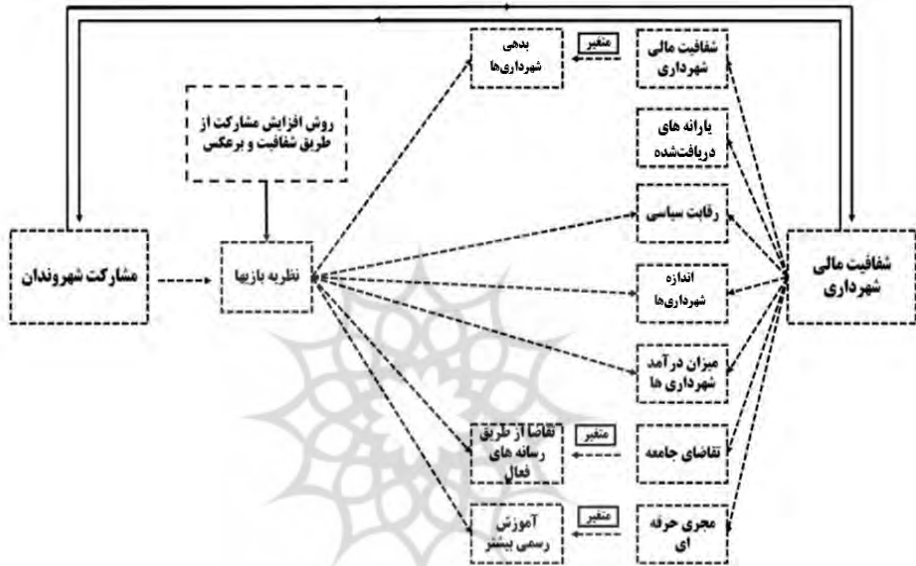 شفافیت مالی
شهرداری
متغیر
بدهی
شهرداری‌ها
یارانه های
دریافت‌شده
روش افزایش مشارکت از
طریق شفافیت و برعکس
رقابت سیاسی
شفافیت مالی
شهرداری
اندازه
شهرداری‌ها
نظریه بازیها
مشارکت شهروندان
میزان درآمد
شهرداری ها
تقاضای جامعه
متغیر
تقاضا از طریق
رسانه های
فعال
مجری حرفه
ای
متغیر
آموزش
رسمی بیشتر